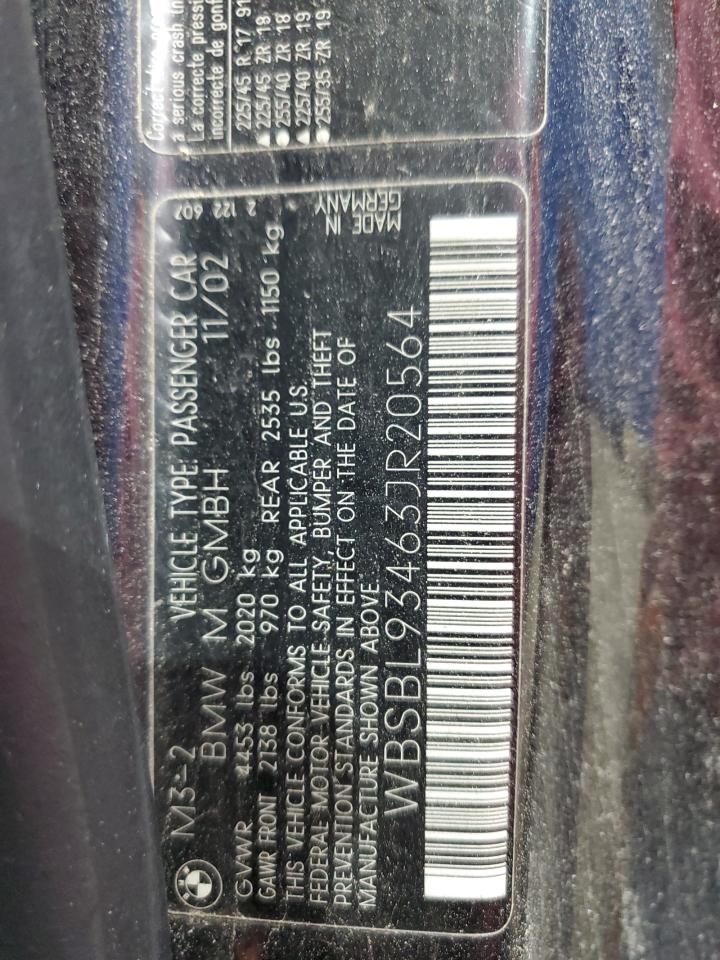 Correct
a serious crash in
La correcte pressi
Incorrecte de gonf
225/45 R 17 91
225/45 ZR 18
255/40 ZR 18
225/40 ZR 19
255/35 ZR 19
M3-2 VEHICLE TYPE: PASSENGER CAR
BMW M GMBH 11/02
GVWR 4453 lbs 2020 kg
GAWR FRONT 2138 lbs 970 kg REAR 2535 lbs 1150 kg
THIS VEHICLE CONFORMS TO ALL APPLICABLE U.S.
FEDERAL MOTOR VEHICLE SAFETY, BUMPER AND THEFT
PREVENTION STANDARDS IN EFFECT ON THE DATE OF
MANUFACTURE SHOWN ABOVE
WBSBL93463JR20564
MADE IN
GERMANY